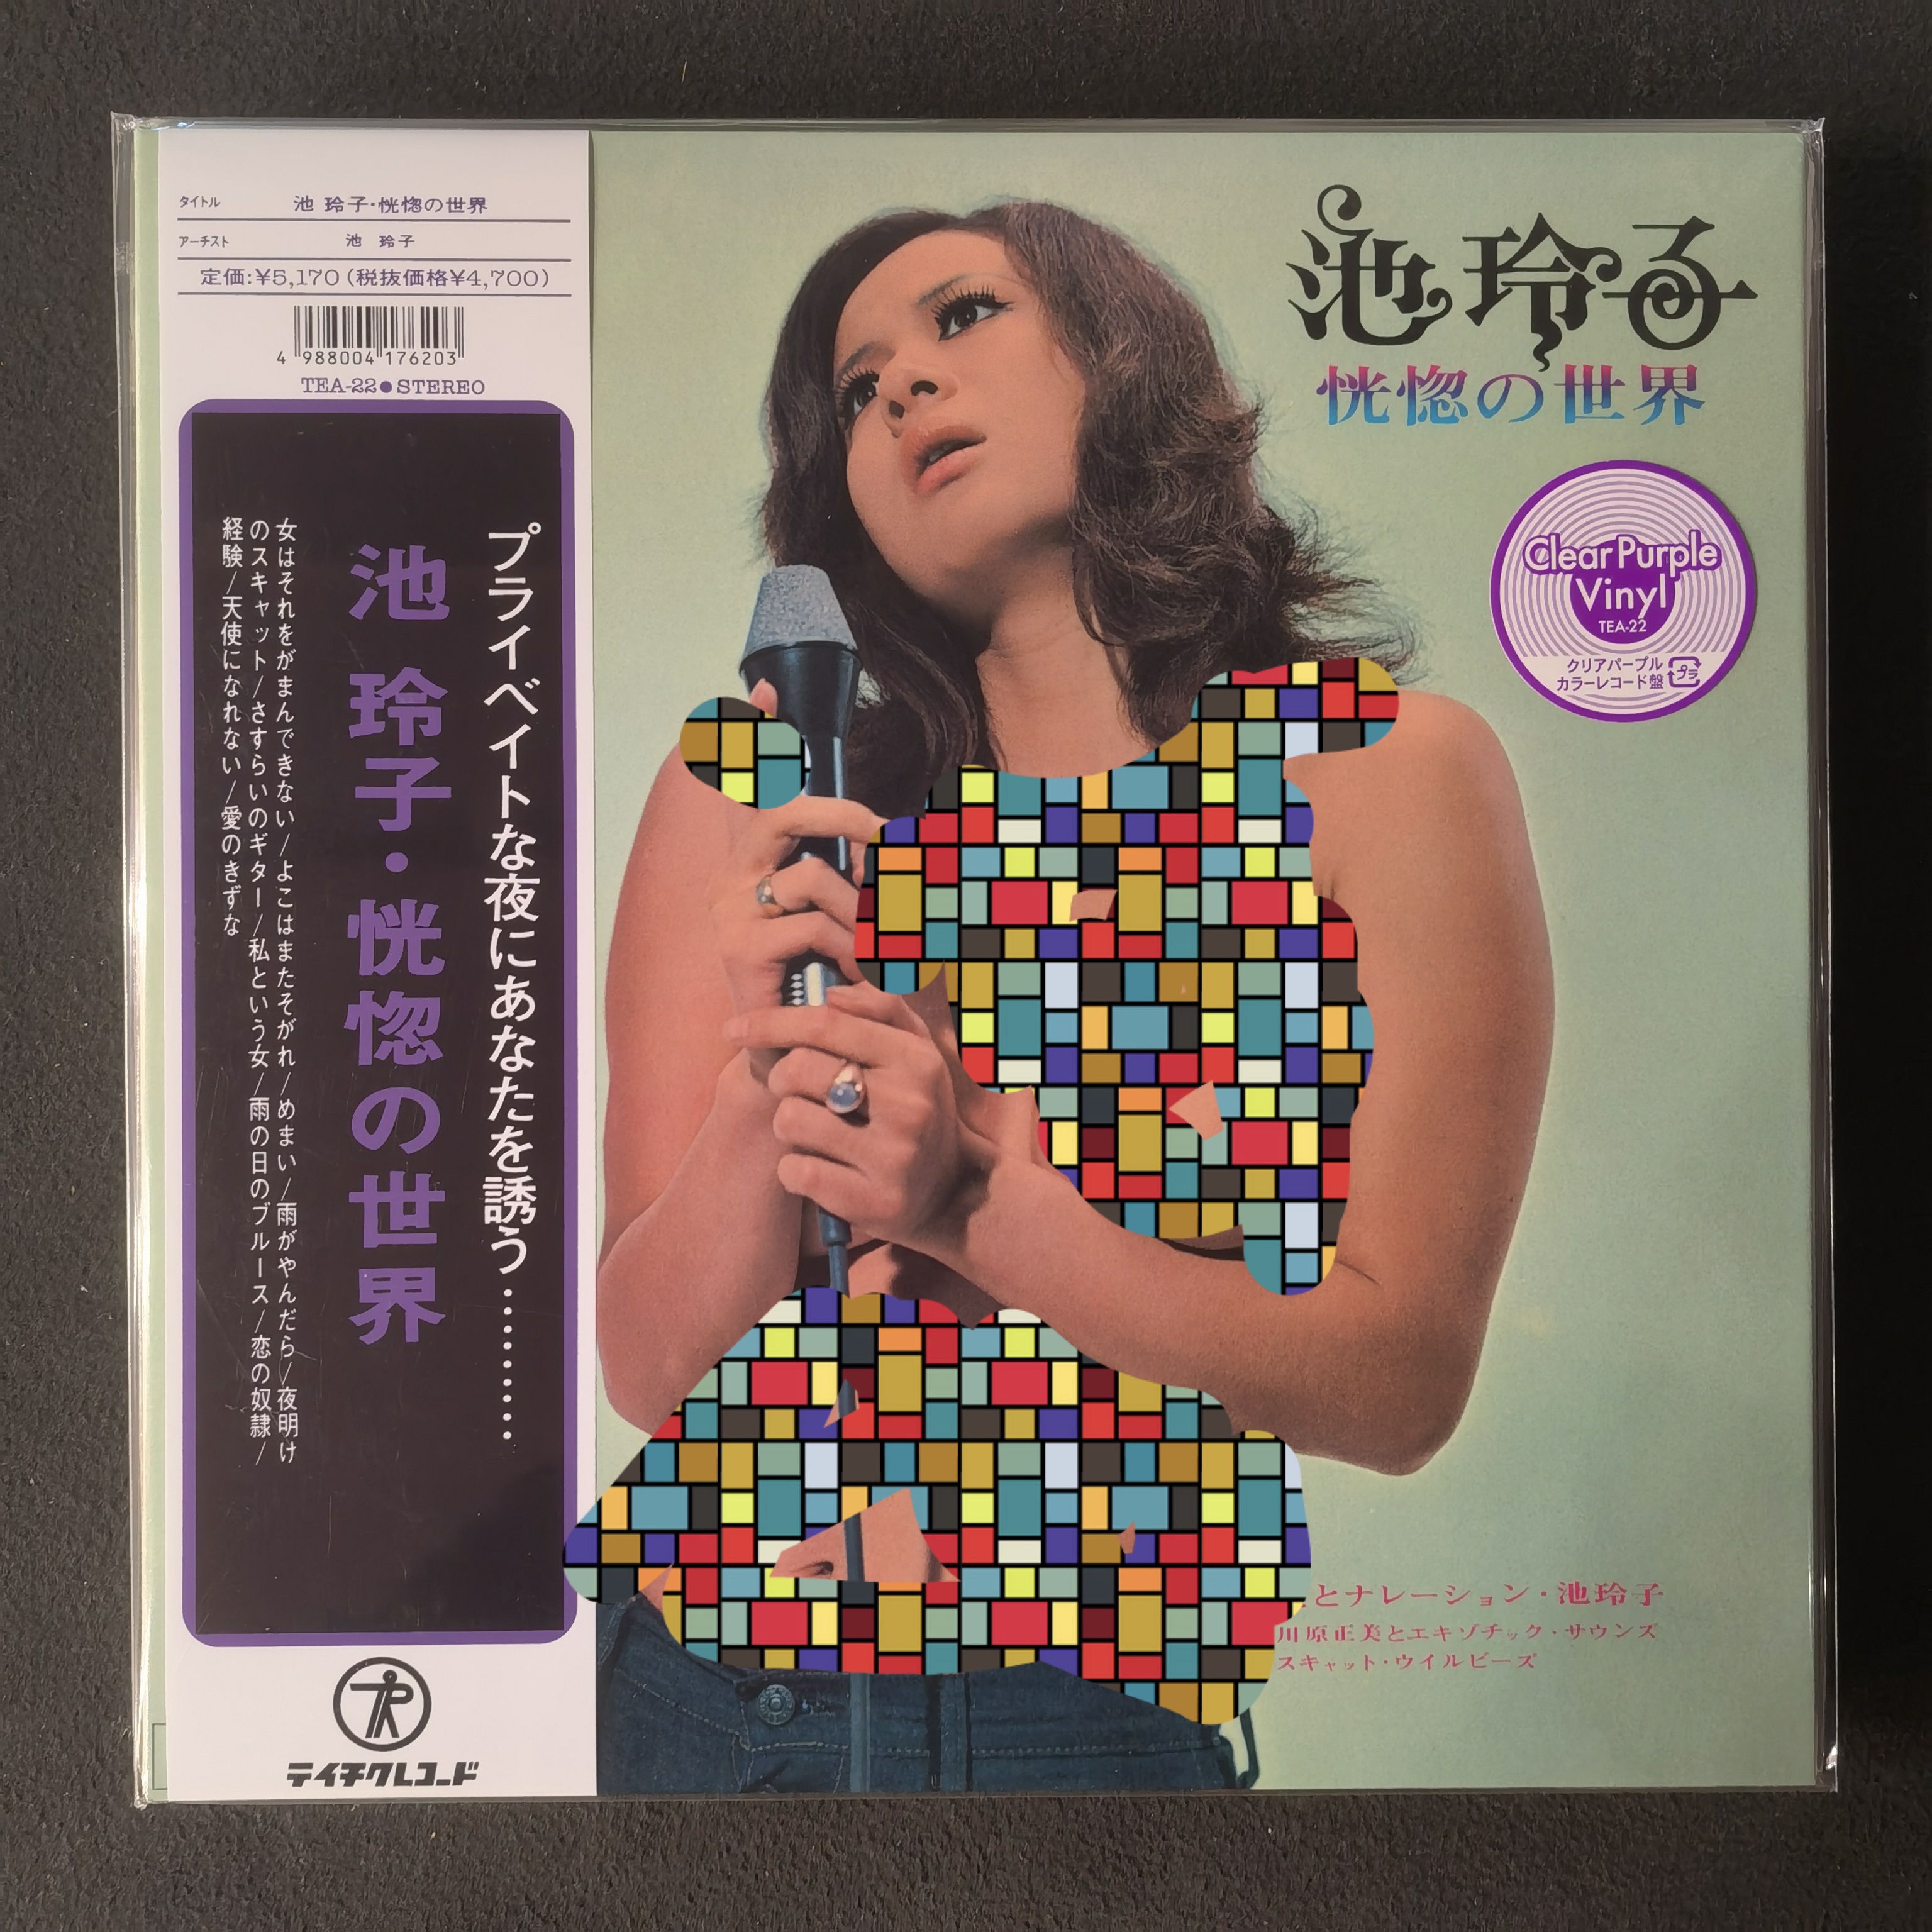 タイトル 池 玲子・恍惚の世界
アーチスト 池 玲子
定価:¥5,170(税抜価格¥4,700)
4 988004 176203
TEA-22●STEREO
プライベイトな夜にあなたを誘う………
池 玲子・恍惚の世界
女はそれをがまんできない/よこはまたそがれ/めまい/雨がやんだら/夜明け
のスキャット/さすらいのギター/私という女/雨の日のブルース/恋の奴隷/
経験/天使になれない/愛のきずな
テイチクレコード
池玲子
恍惚の世界
Clear Purple
Vinyl
TEA-22
クリアパープル
カラーレコード盤
プラ
とナレーション・池玲子
川原正美とエキゾチック・サウンズ
スキャット・ウイルビーズ